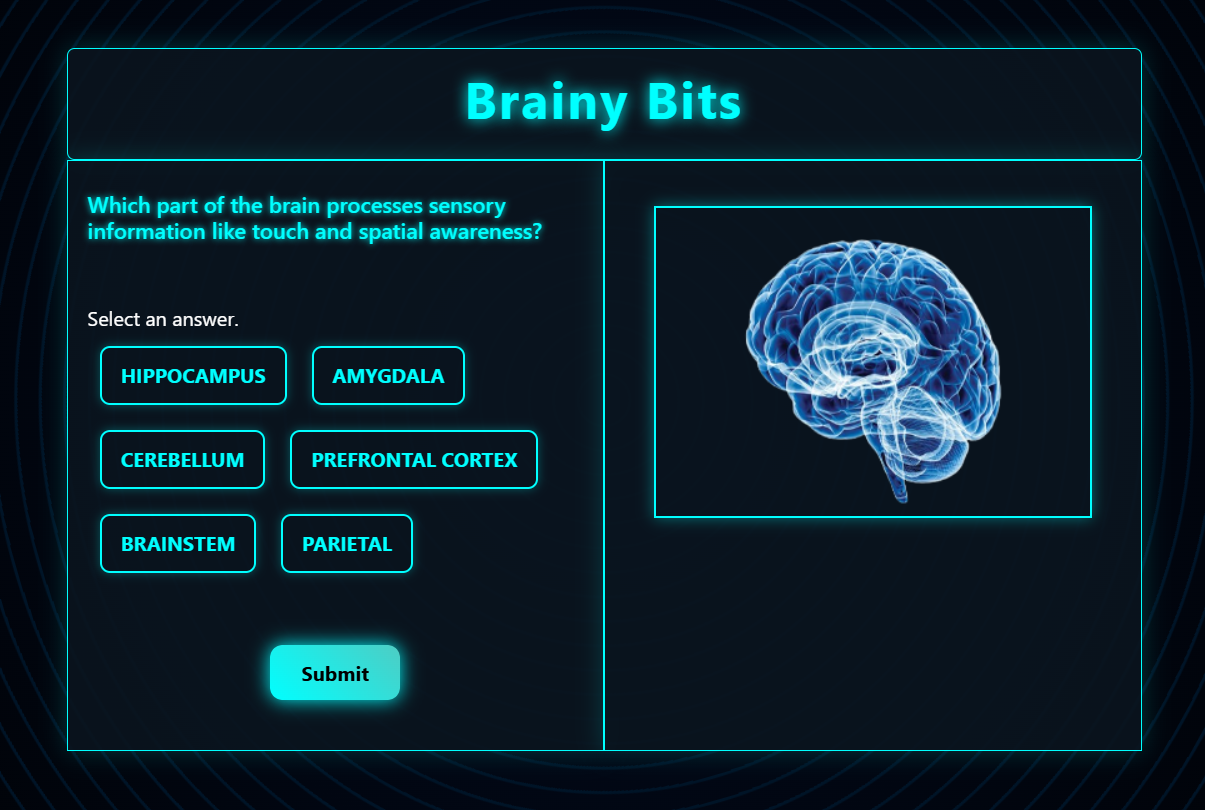 Brainy Bits
Which part of the brain processes sensory
information like touch and spatial awareness?
Select an answer.
HIPPOCAMPUS AMYGDALA
CEREBELLUM PREFRONTAL CORTEX
BRAINSTEM PARIETAL
Submit